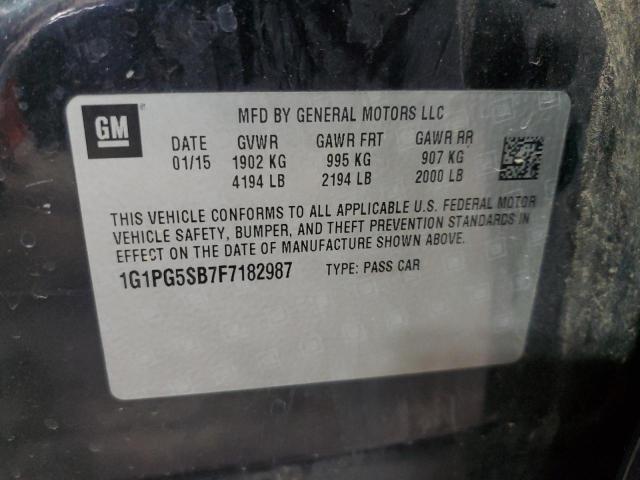 GM
MFD BY GENERAL MOTORS LLC
DATE GVWR GAWR FRT GAWR RR
01/15 1902 KG 995 KG 907 KG
4194 LB 2194 LB 2000 LB
THIS VEHICLE CONFORMS TO ALL APPLICABLE U.S. FEDERAL MOTOR
VEHICLE SAFETY, BUMPER, AND THEFT PREVENTION STANDARDS IN
EFFECT ON THE DATE OF MANUFACTURE SHOWN ABOVE.
1G1PG5SB7F7182987 TYPE: PASS CAR